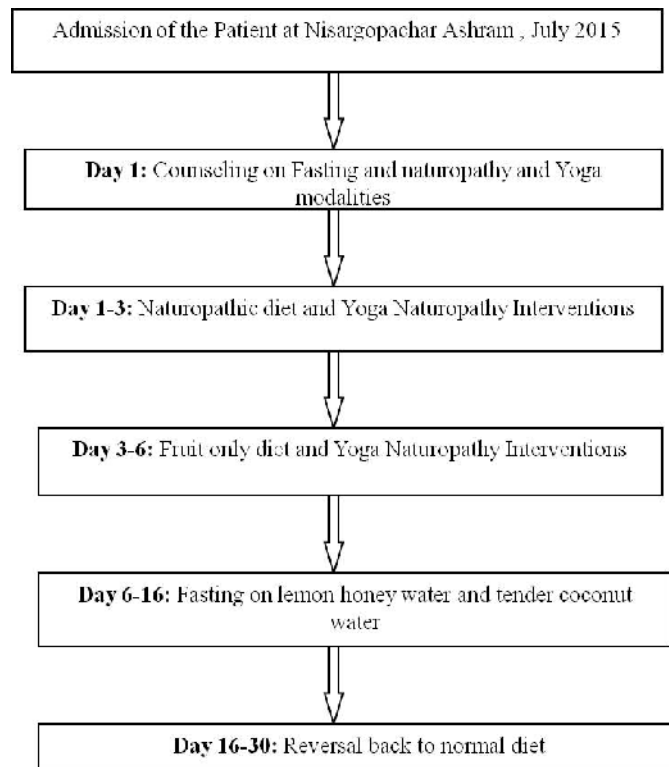 Admission of the Patient at Nisargopachar Ashram , July 2015
Day 1: Counseling on Fasting and naturopathy and Yoga
modalities
Day 1-3: Naturopathic diet and Yoga Naturopathy Interventions
Day 3-6: Fruit only diet and Yoga Naturopathy Interventions
Day 6-16: Fasting on lemon honey water and tender coconut
water
Day 16-30: Reversal back to normal diet